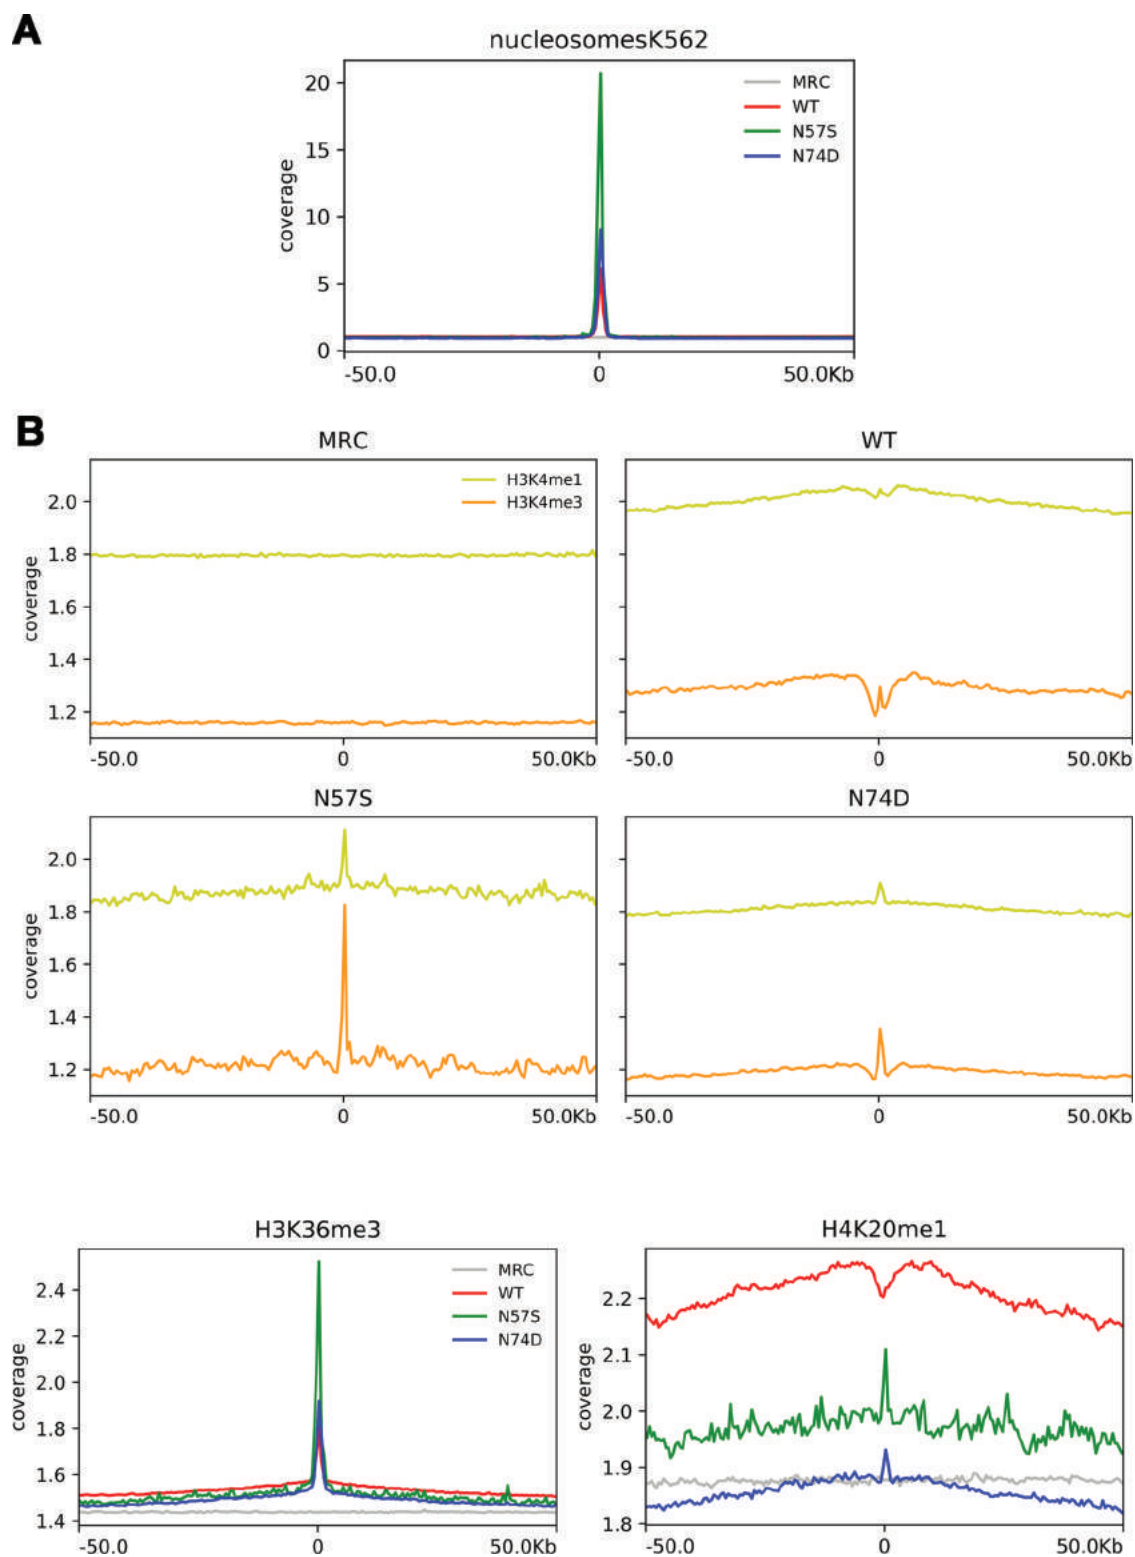 A
nucleosomesK562
coverage
20
15
10
5
0
MRC
WT
N57S
N74D
-50.0 0 50.0Kb
B
MRC
coverage
2.0
1.8
1.6
1.4
1.2
H3K4me1
H3K4me3
-50.0 0 50.0Kb
WT
-50.0 0 50.0Kb
N57S
coverage
2.0
1.8
1.6
1.4
1.2
-50.0 0 50.0Kb
N74D
-50.0 0 50.0Kb
H3K36me3
coverage
2.4
2.2
2.0
1.8
1.6
1.4
MRC
WT
N57S
N74D
-50.0 0 50.0Kb
H4K20me1
coverage
2.2
2.1
2.0
1.9
1.8
-50.0 0 50.0Kb